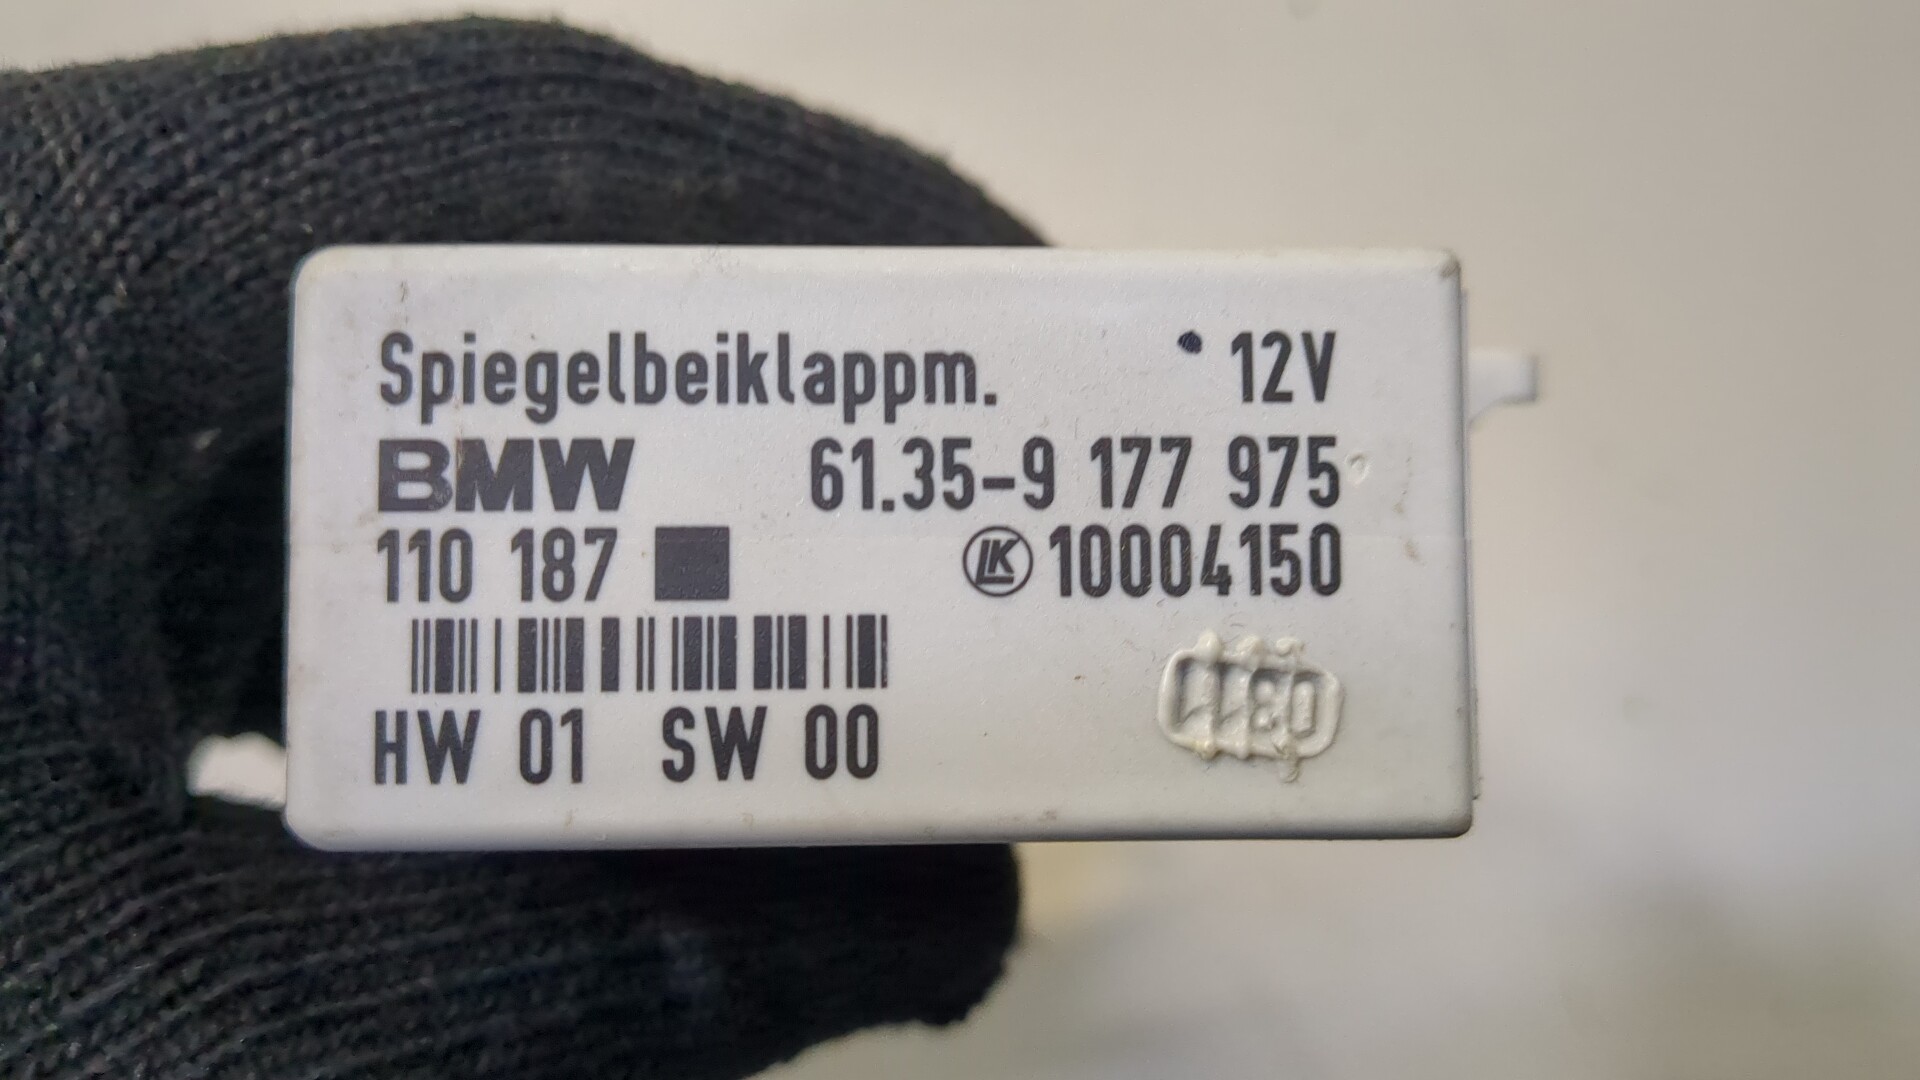 Spiegelbeiklappm. 12V
BMW 61.35-9 177 975
110 187 LK 10004150
HW 01 SW 00